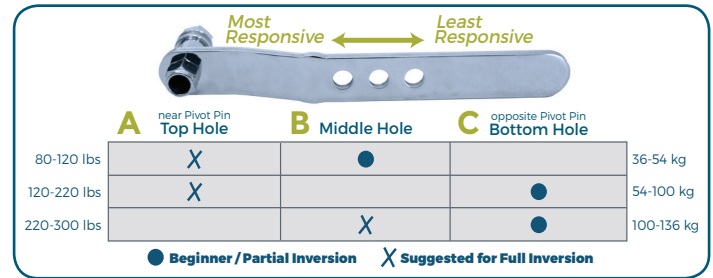 Most
Responsive
Least
Responsive
A near Pivot Pin
Top Hole
B Middle Hole
C opposite Pivot Pin
Bottom Hole
80-120 lbs X ● 36-54 kg
120-220 lbs X ● 54-100 kg
220-300 lbs X ● 100-136 kg
● Beginner / Partial Inversion X Suggested for Full Inversion